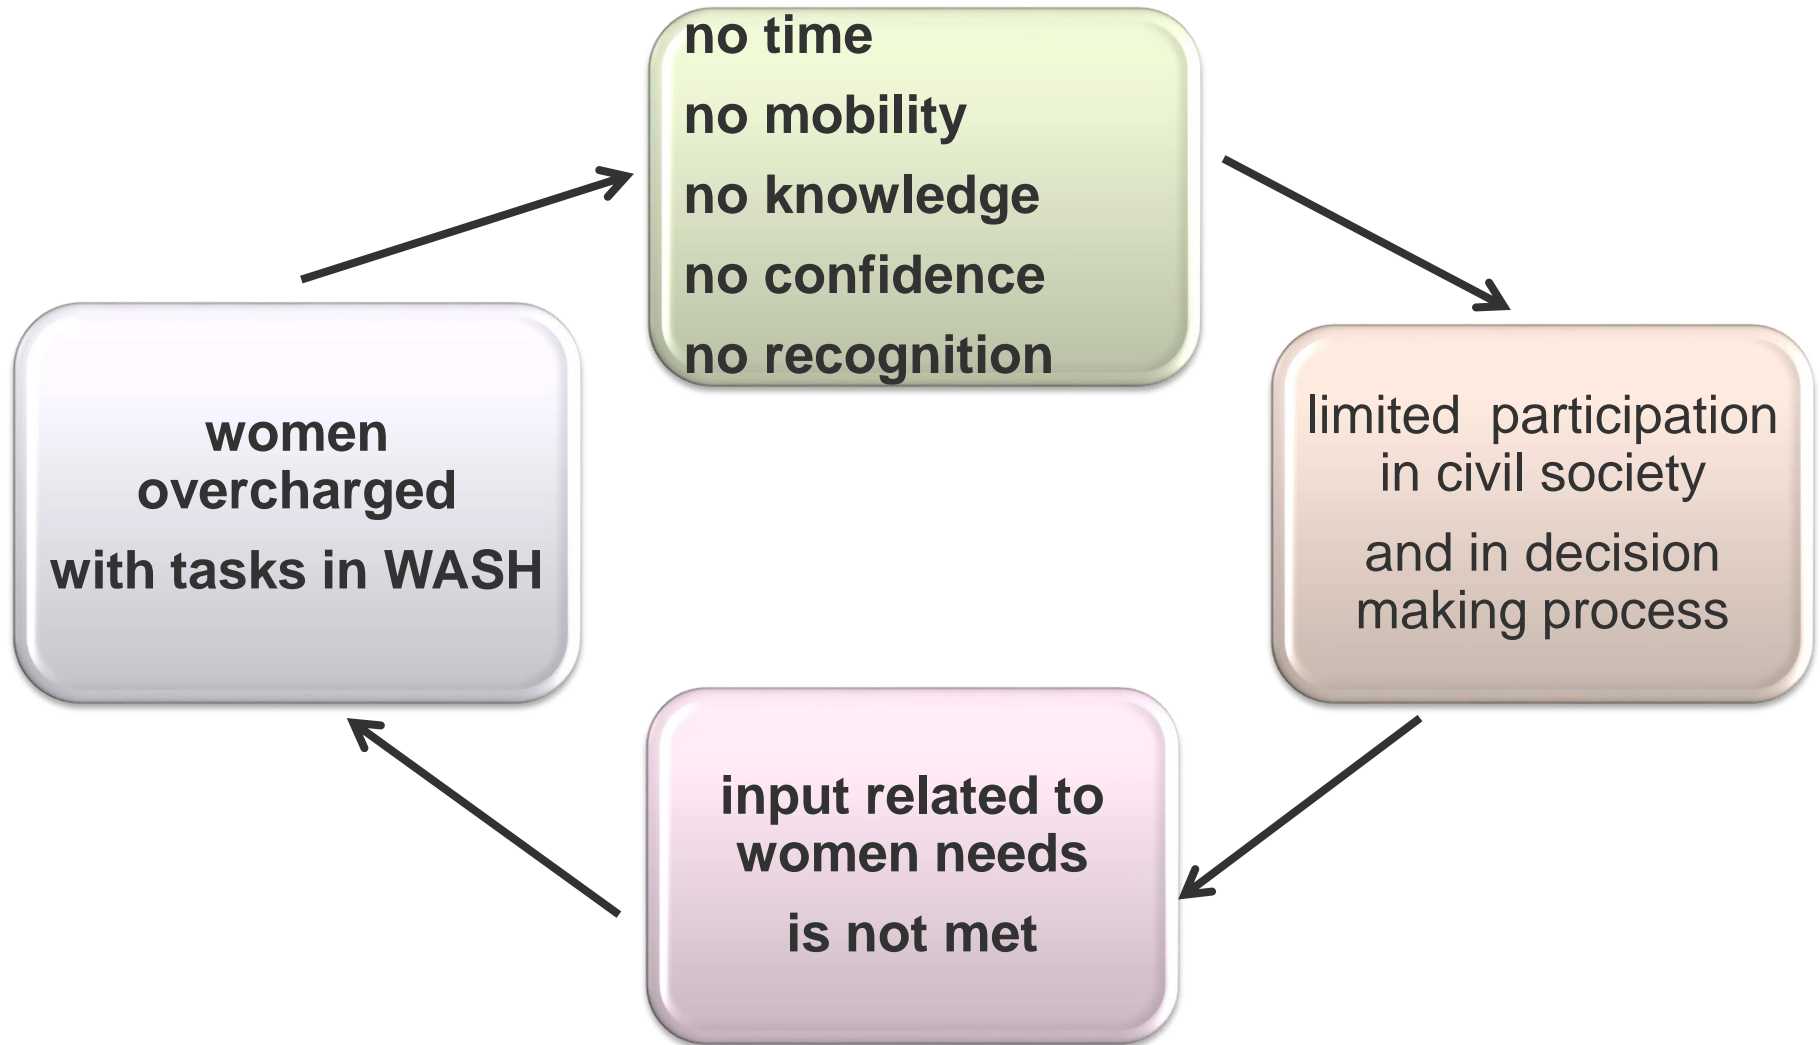 no time
no mobility
no knowledge
no confidence
no recognition
women
overcharged
with tasks in WASH
limited  participation
in civil society
and in decision
making process
input related to
women needs
is not met